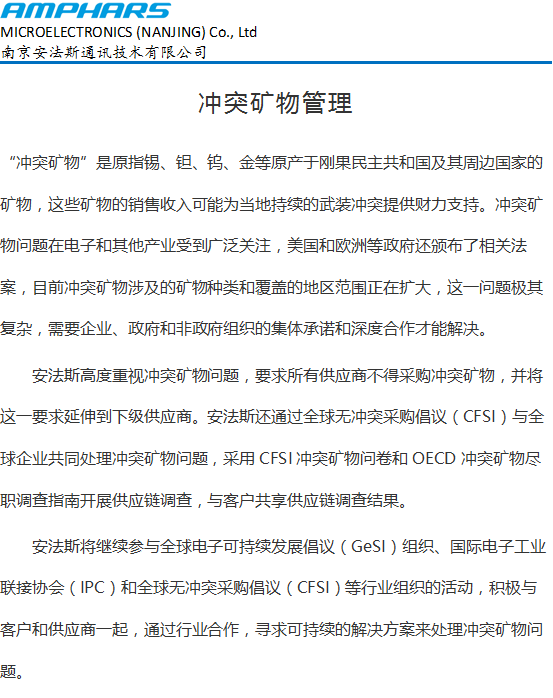 AMPHARS
MICROELECTRONICS (NANJING) Co., Ltd
南京安法斯通讯技术有限公司
冲突矿物管理
“冲突矿物”是原指锡、钽、钨、金等原产于刚果民主共和国及其周边国家的
矿物，这些矿物的销售收入可能为当地持续的武装冲突提供财力支持。冲突矿
物问题在电子和其他产业受到广泛关注，美国和欧洲等政府还颁布了相关法
案，目前冲突矿物涉及的矿物种类和覆盖的地区范围正在扩大，这一问题极其
复杂，需要企业、政府和非政府组织的集体承诺和深度合作才能解决。
安法斯高度重视冲突矿物问题，要求所有供应商不得采购冲突矿物，并将
这一要求延伸到下级供应商。安法斯还通过全球无冲突采购倡议（CFSI）与全
球企业共同处理冲突矿物问题，采用 CFSI 冲突矿物问卷和 OECD 冲突矿物尽
职调查指南开展供应链调查，与客户共享供应链调查结果。
安法斯将继续参与全球电子可持续发展倡议（GeSI）组织、国际电子工业
联接协会（IPC）和全球无冲突采购倡议（CFSI）等行业组织的活动，积极与
客户和供应商一起，通过行业合作，寻求可持续的解决方案来处理冲突矿物问
题。